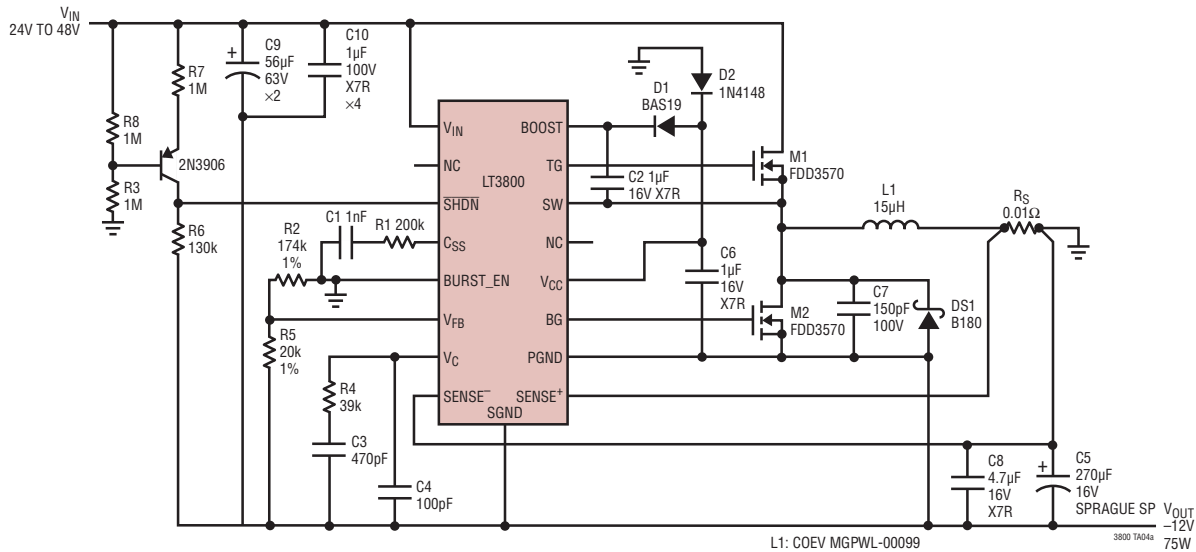 VIN
24V TO 48V
R8
1M
R3
1M
R7
1M
2N3906
R6
130k
+
C9
56µF
63V
×2
C10
1µF
100V
X7R
×4
R2
174k
1%
C1 1nF
R1 200k
R5
20k
1%
R4
39k
C3
470pF
C4
100pF
LT3800
VIN
NC
SHDN
CSS
BURST_EN
VFB
VC
SENSE–
SGND
BOOST
TG
SW
NC
VCC
BG
PGND
SENSE+
D1
BAS19
D2
1N4148
C2 1µF
16V X7R
C6
1µF
16V
X7R
M1
FDD3570
M2
FDD3570
L1
15µH
RS
0.01Ω
C7
150pF
100V
DS1
B180
C8
4.7µF
16V
X7R
+
C5
270µF
16V
SPRAGUE SP
VOUT
–12V
75W
3800 TA04a
L1: COEV MGPWL-00099